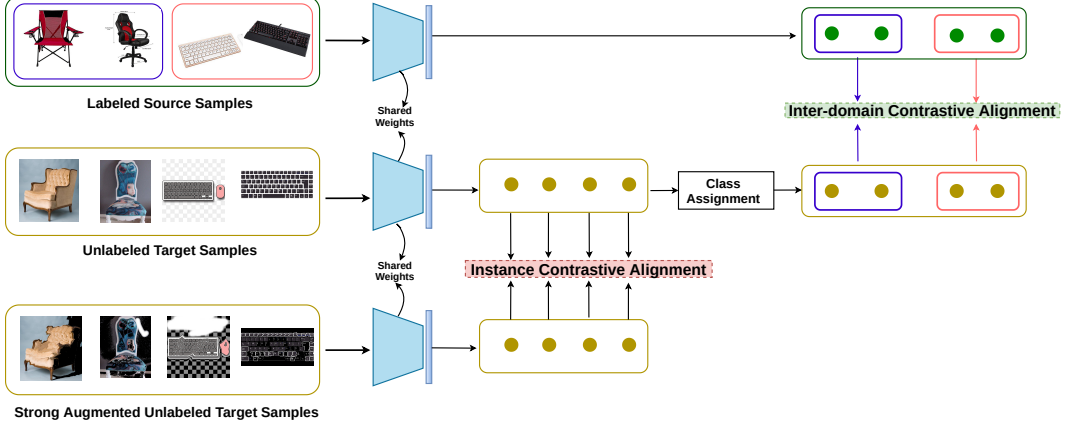 Labeled Source Samples
Shared
Weights
Inter-domain Contrastive Alignment
Class
Assignment
Unlabeled Target Samples
Shared
Weights
Instance Contrastive Alignment
Strong Augmented Unlabeled Target Samples